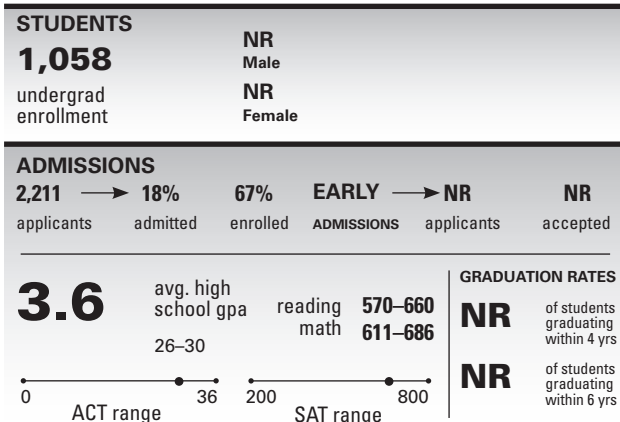 STUDENTS
1,058
undergrad
enrollment
NR
Male
NR
Female
ADMISSIONS
2,211 → 18% 67% EARLY → NR NR
applicants admitted enrolled ADMISSIONS applicants accepted
3.6
avg. high
school gpa
26–30
reading 570–660
math 611–686
0 36
ACT range
200 800
SAT range
GRADUATION RATES
NR
of students
graduating
within 4 yrs
NR
of students
graduating
within 6 yrs